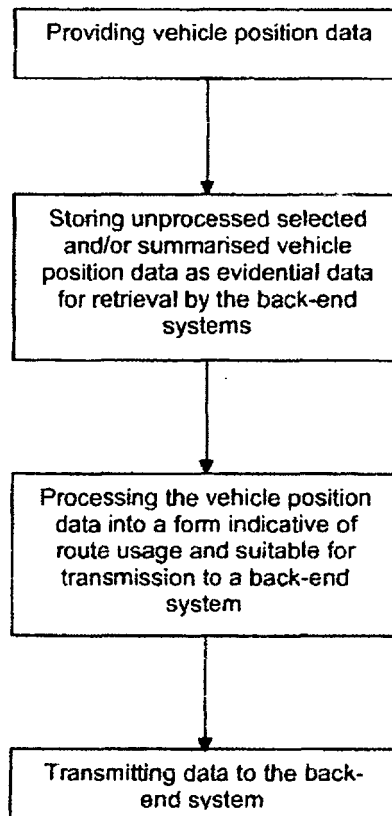 Providing vehicle position data
Storing unprocessed selected
and/or summarised vehicle
position data as evidential data
for retrieval by the back-end
systems
Processing the vehicle position
data into a form indicative of
route usage and suitable for
transmission to a back-end
system
Transmitting data to the back-
end system